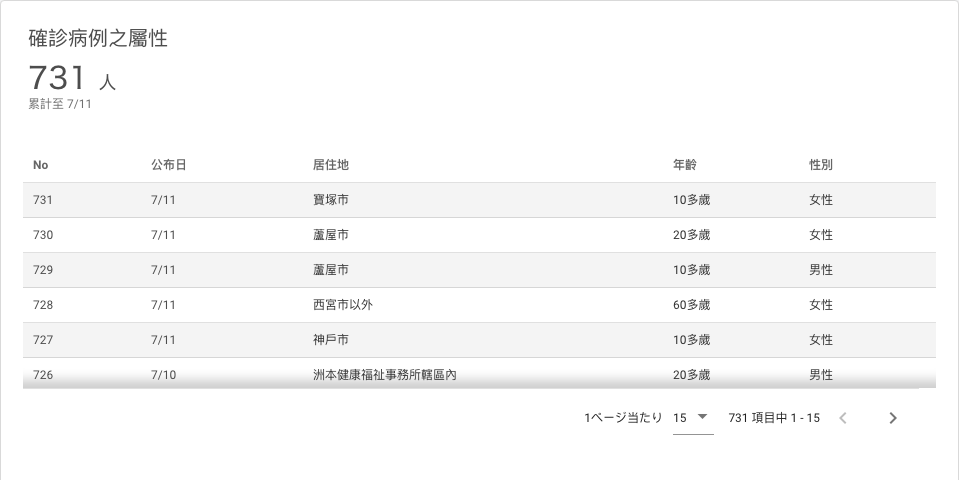 確診病例之屬性
731 人
累計至 7/11
No 公布日 居住地 年齡 性別
731 7/11 寶塚市 10多歲 女性
730 7/11 蘆屋市 20多歲 女性
729 7/11 蘆屋市 10多歲 男性
728 7/11 西宮市以外 60多歲 女性
727 7/11 神戶市 10多歲 女性
726 7/10 洲本健康福祉事務所轄區內 20多歲 男性
1ページ当たり 15 731 項目中 1 - 15